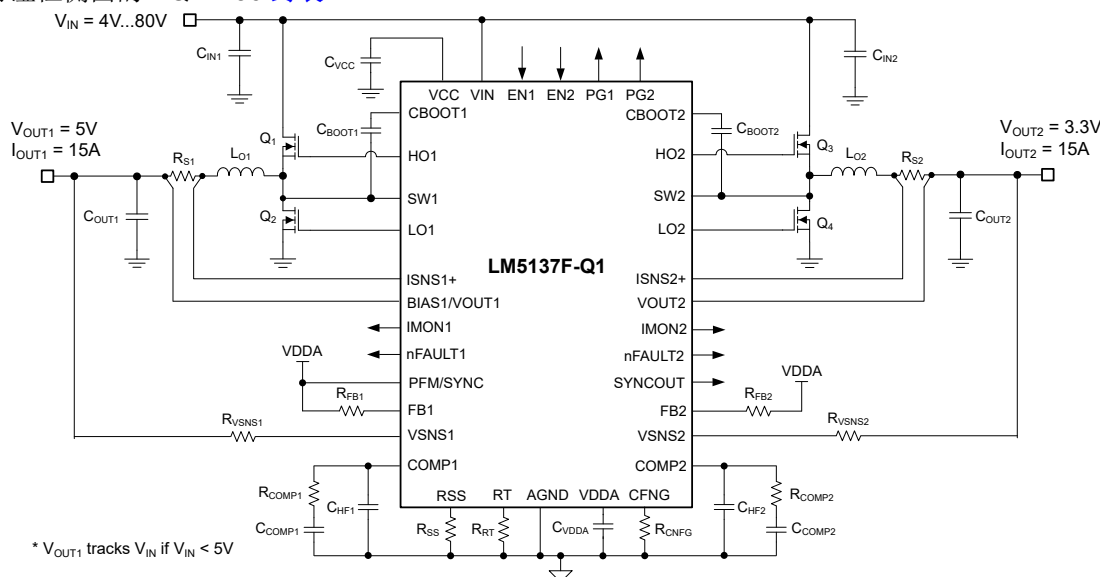 V_IN = 4V...80V
C_IN1
C_VCC
C_IN2
VCC VIN EN1 EN2 PG1 PG2
CBOOT1
CBOOT2
C_BOOT1
C_BOOT2
V_OUT1 = 5V
I_OUT1 = 15A
V_OUT2 = 3.3V
I_OUT2 = 15A
Q_1
Q_3
HO1
HO2
R_S1
L_O1
L_O2
R_S2
SW1
SW2
C_OUT1
C_OUT2
Q_2
Q_4
LO1
LO2
LM5137F-Q1
ISNS1+
ISNS2+
BIAS1/VOUT1
VOUT2
IMON1
IMON2
VDDA
nFAULT1
nFAULT2
VDDA
PFM/SYNC
SYNCOUT
R_FB1
R_FB2
FB1
FB2
R_VSNS1
R_VSNS2
VSNS1
VSNS2
COMP1
COMP2
R_COMP1
C_HF1
RSS RT AGND VDDA CFNG
C_HF2
R_COMP2
C_COMP1
R_SS
R_RT
C_VDDA
R_CNFG
C_COMP2
* V_OUT1 tracks V_IN if V_IN < 5V